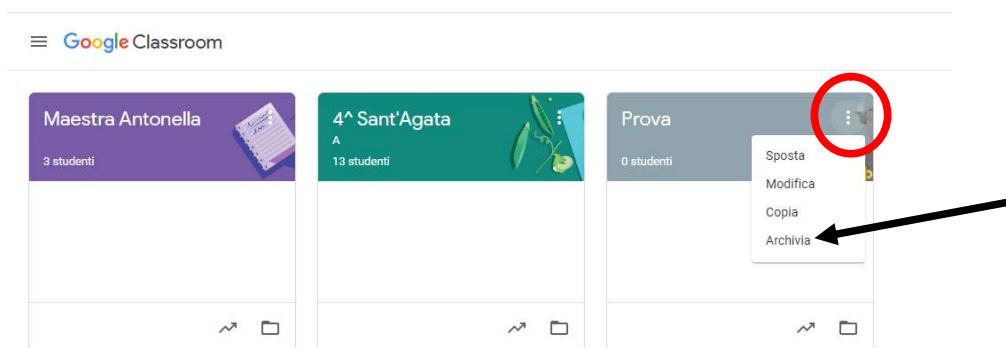 Google Classroom
Maestra Antonella
3 studenti
4^ Sant'Agata
A
13 studenti
Prova
0 studenti
Sposta
Modifica
Copia
Archivia